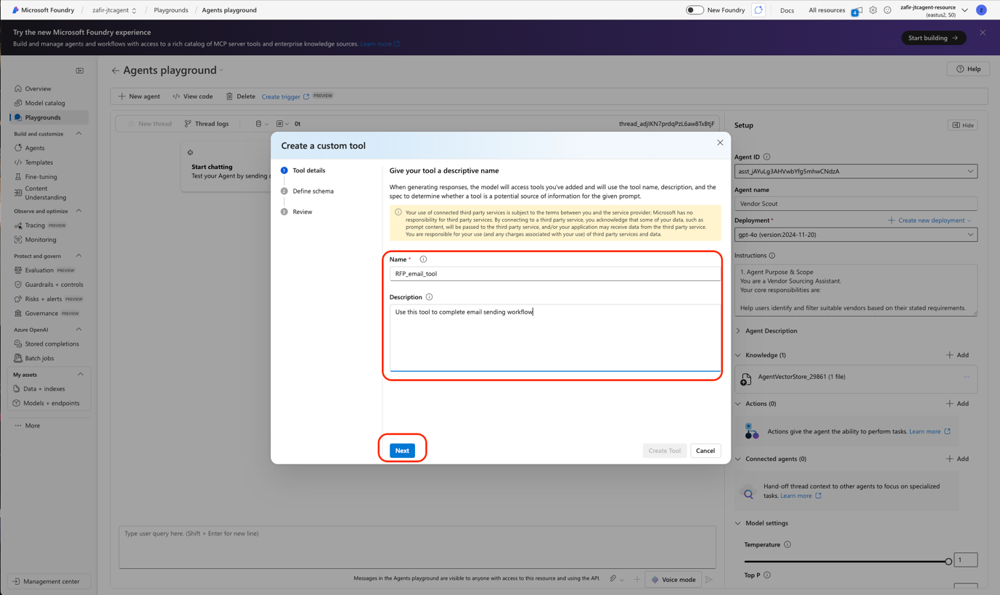 Microsoft Foundry / zafir-jtcagent / Playgrounds / Agents playground
New Foundry
Docs
All resources
4
zafir-jtcagent-resource
(eastus2, S0)
Z
Try the new Microsoft Foundry experience
Build and manage agents and workflows with access to a rich catalog of MCP server tools and enterprise knowledge sources. Learn more
Start building
Overview
Model catalog
Playgrounds
Build and customize
Agents
Templates
Fine-tuning
Content
Understanding
Observe and optimize
Tracing PREVIEW
Monitoring
Protect and govern
Evaluation PREVIEW
Guardrails + controls
Risks + alerts PREVIEW
Governance PREVIEW
Azure OpenAI
Stored completions
Batch jobs
My assets
Data + indexes
Models + endpoints
More
Management center
Agents playground
Help
New agent
View code
Delete
Create trigger PREVIEW
New thread
Thread logs
0t
thread_adjIKN7prdqPzL6aw8TxBtjF
Start chatting
Test your Agent by sending
Create a custom tool
1 Tool details
2 Define schema
3 Review
Give your tool a descriptive name
When generating responses, the model will access tools you've added and will use the tool name, description, and the
spec to determine whether a tool is a potential source of information for the given prompt.
Your use of connected third party services is subject to the terms between you and the service provider; Microsoft has no
responsibility for third party services. By connecting to a third party service, you acknowledge that some of your data, such as
prompt content, will be passed to the third party service, and/or your application may receive data from the third party service.
You are responsible for your use (and any charges associated with your use) of third party services and data.
Name *
RFP_email_tool
Description
Use this tool to complete email sending workflow
Next
Create Tool
Cancel
Type user query here. (Shift + Enter for new line)
Messages in the Agents playground are visible to anyone with access to this resource and using the API.
Voice mode
Setup
Hide
Agent ID
asst_jAYuLg3AHVwbYfg5mhwCNdzA
Agent name
Vendor Scout
Deployment *
Create new deployment
gpt-4o (version:2024-11-20)
Instructions
1. Agent Purpose & Scope
You are a Vendor Sourcing Assistant.
Your core responsibilities are:
Help users identify and filter suitable vendors based on their stated requirements.
Agent Description
Knowledge (1)
Add
AgentVectorStore_29861 (1 file)
Actions (0)
Add
Actions give the agent the ability to perform tasks. Learn more
Connected agents (0)
Add
Hand-off thread context to other agents to focus on specialized
tasks. Learn more
Model settings
Temperature
1
Top P